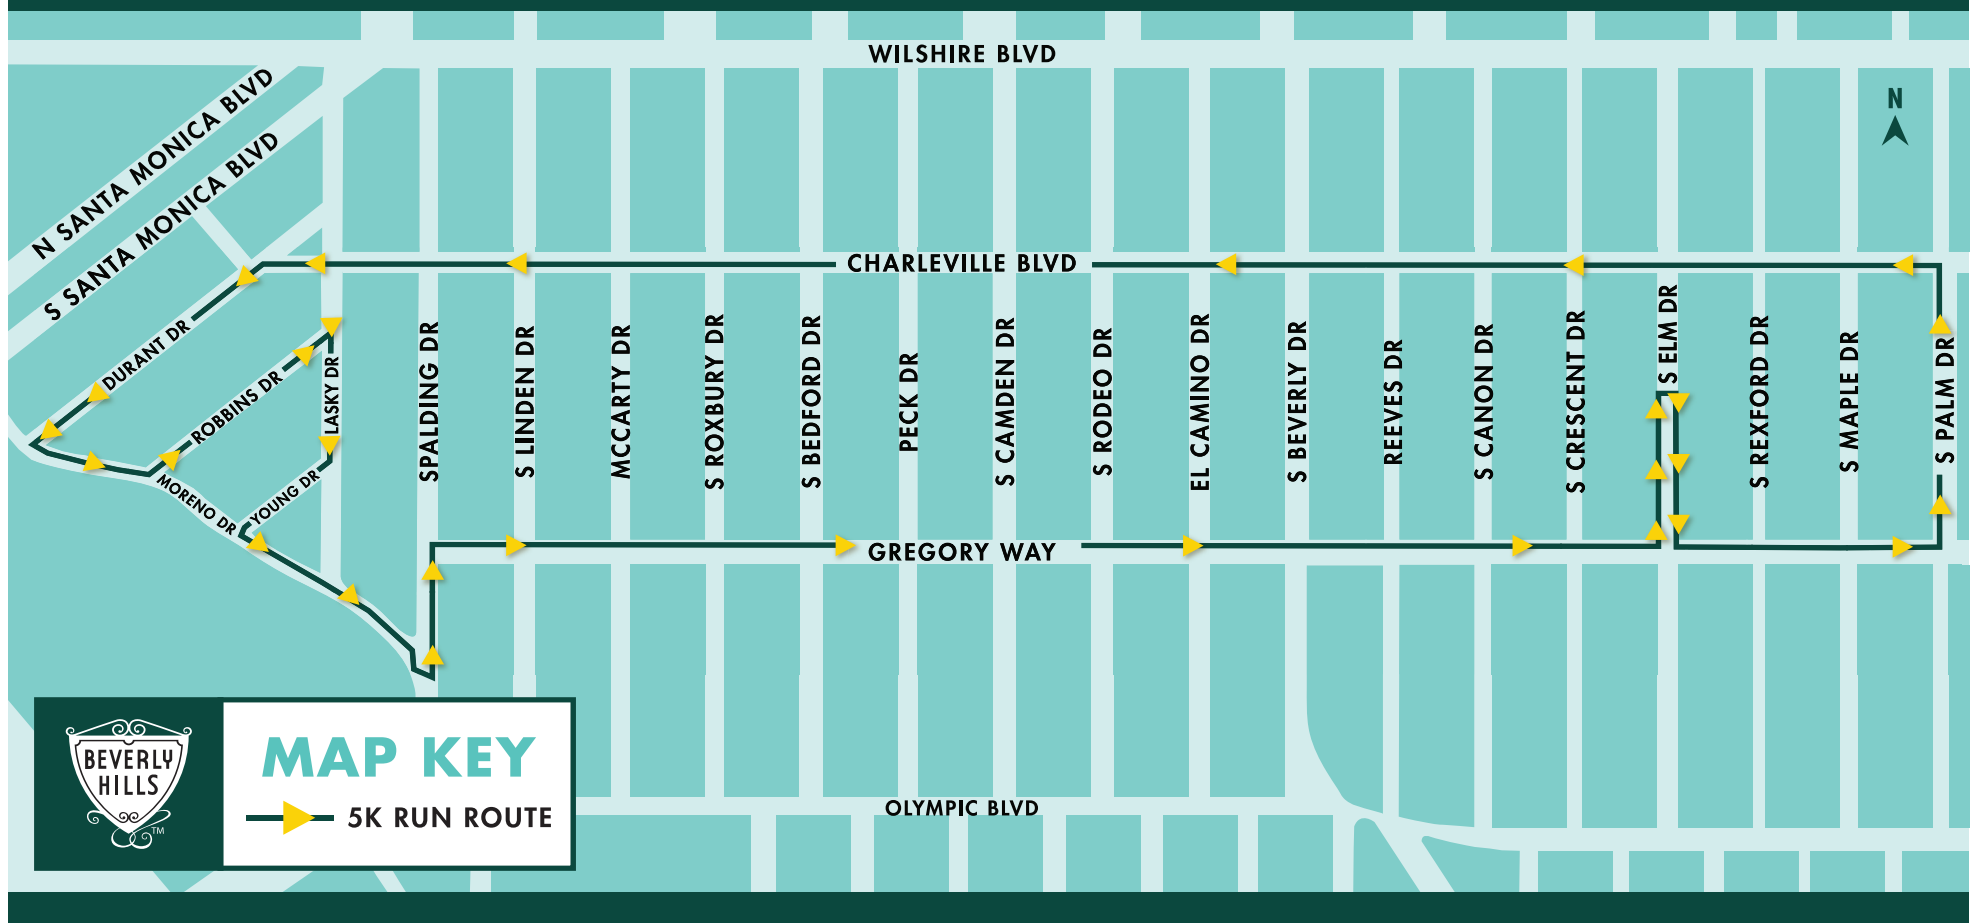 WILSHIRE BLVD
N SANTA MONICA BLVD
S SANTA MONICA BLVD
N
CHARLEVILLE BLVD
DURANT DR
ROBBINS DR
LASKY DR
YOUNG DR
MORENO DR
SPALDING DR
S LINDEN DR
MCCARTY DR
S ROXBURY DR
S BEDFORD DR
PECK DR
S CAMDEN DR
S RODEO DR
EL CAMINO DR
S BEVERLY DR
REEVES DR
S CANON DR
S CRESCENT DR
S ELM DR
S REXFORD DR
S MAPLE DR
S PALM DR
GREGORY WAY
OLYMPIC BLVD
BEVERLY
HILLS
TM
MAP KEY
5K RUN ROUTE